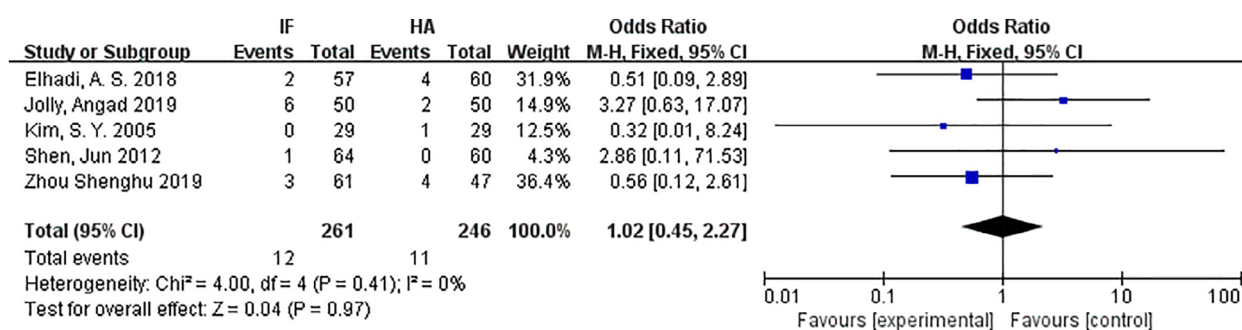 IF HA Odds Ratio Odds Ratio
Study or Subgroup Events Total Events Total Weight M-H, Fixed, 95% CI M-H, Fixed, 95% CI
Elhadi, A. S. 2018 2 57 4 60 31.9% 0.51 [0.09, 2.89]
Jolly, Angad 2019 6 50 2 50 14.9% 3.27 [0.63, 17.07]
Kim, S. Y. 2005 0 29 1 29 12.5% 0.32 [0.01, 8.24]
Shen, Jun 2012 1 64 0 60 4.3% 2.86 [0.11, 71.53]
Zhou Shenghu 2019 3 61 4 47 36.4% 0.56 [0.12, 2.61]
Total (95% CI) 261 246 100.0% 1.02 [0.45, 2.27]
Total events 12 11
Heterogeneity: Chi² = 4.00, df = 4 (P = 0.41); I² = 0%
Test for overall effect: Z = 0.04 (P = 0.97)
0.01 0.1 1 10 100
Favours [experimental] Favours [control]